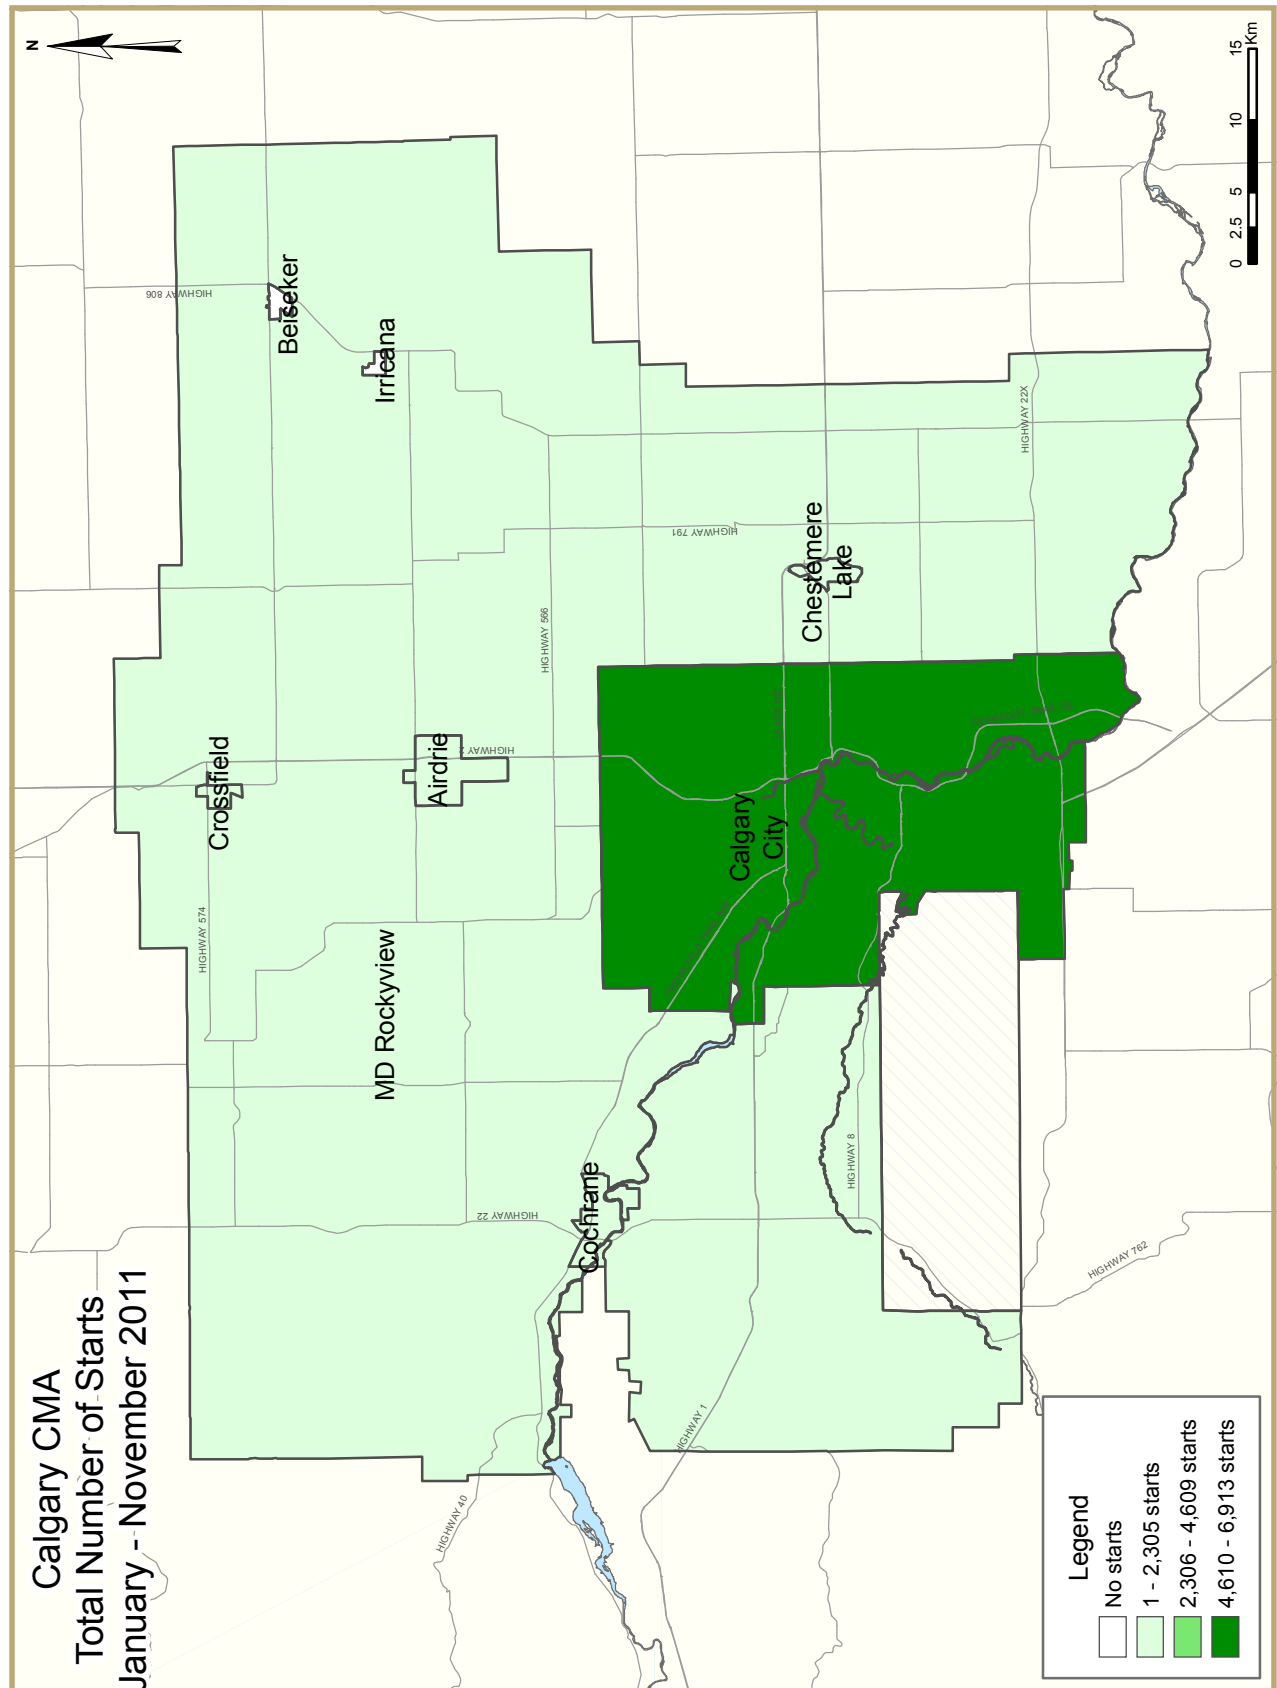 Calgary CMA
Total Number of Starts
January - November 2011
N
HIGHWAY 574
Crossfield
HIGHWAY 806
Beiseker
MD Rockyview
Airdrie
HIGHWAY 2
Irricana
HIGHWAY 22
HIGHWAY 566
HIGHWAY 40
Cochrane
HIGHWAY 1
Calgary
City
HIGHWAY 791
Chestemere
Lake
HIGHWAY 8
HIGHWAY 22X
HIGHWAY 762
Legend
No starts
1 - 2,305 starts
2,306 - 4,609 starts
4,610 - 6,913 starts
0 2.5 5 10 15
Km